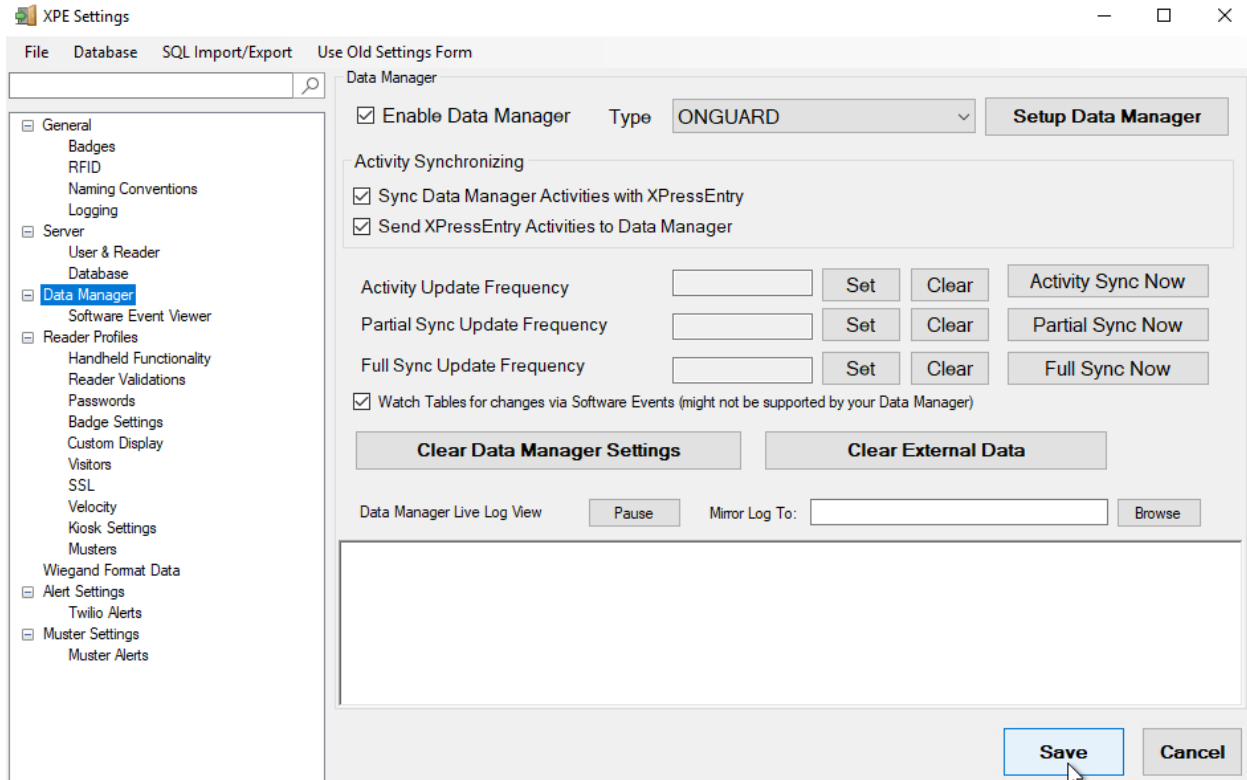 XPE Settings
File Database SQL Import/Export Use Old Settings Form
General
Badges
RFID
Naming Conventions
Logging
Server
User & Reader
Database
Data Manager
Software Event Viewer
Reader Profiles
Handheld Functionality
Reader Validations
Passwords
Badge Settings
Custom Display
Visitors
SSL
Velocity
Kiosk Settings
Musters
Wiegand Format Data
Alert Settings
Twilio Alerts
Muster Settings
Muster Alerts
Data Manager
Enable Data Manager Type ONGUARD Setup Data Manager
Activity Synchronizing
Sync Data Manager Activities with XPressEntry
Send XPressEntry Activities to Data Manager
Activity Update Frequency Set Clear Activity Sync Now
Partial Sync Update Frequency Set Clear Partial Sync Now
Full Sync Update Frequency Set Clear Full Sync Now
Watch Tables for changes via Software Events (might not be supported by your Data Manager)
Clear Data Manager Settings Clear External Data
Data Manager Live Log View Pause Mirror Log To: Browse
Save Cancel